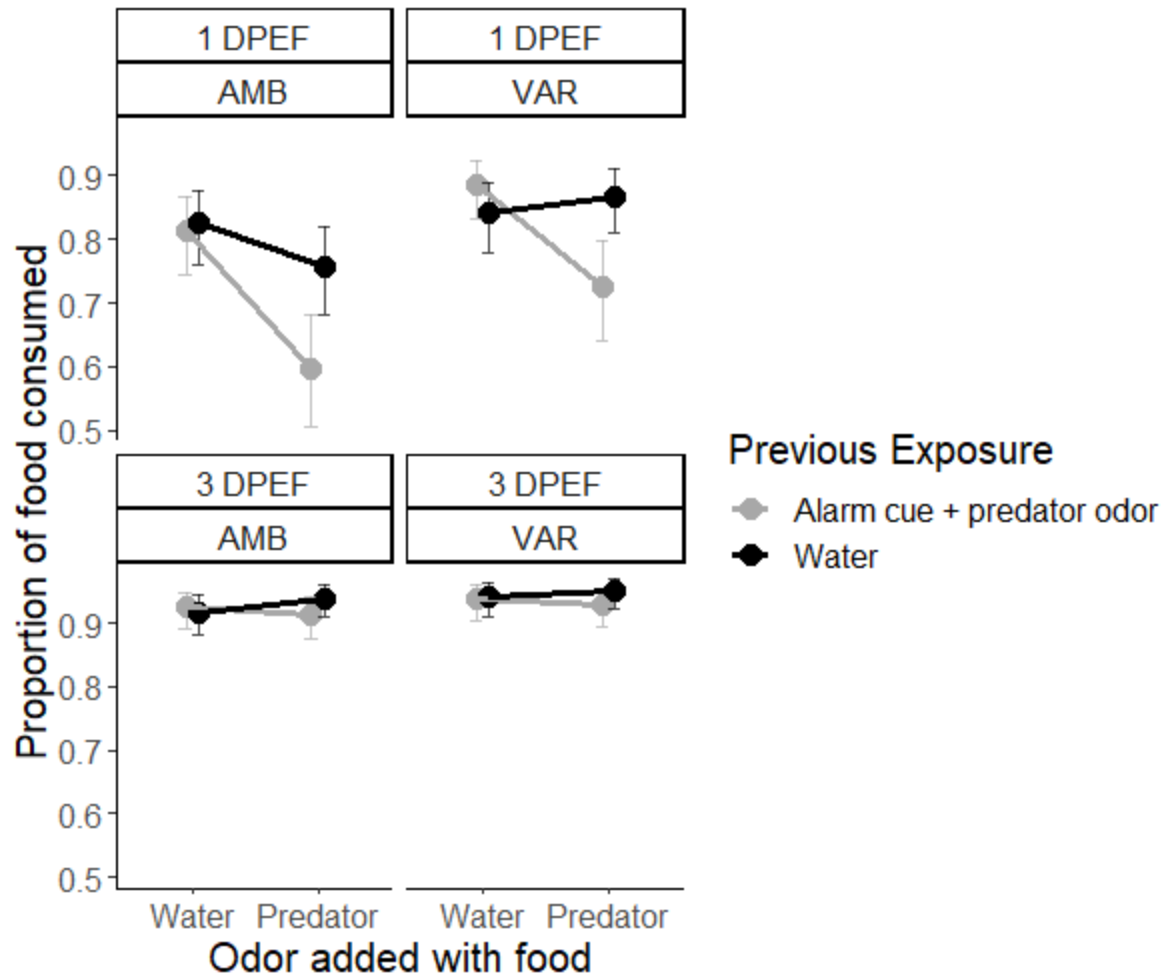 1 DPEF
1 DPEF
AMB
VAR
0.9
0.8
0.7
0.6
0.5
3 DPEF
3 DPEF
AMB
VAR
0.9
0.8
0.7
0.6
0.5
Water
Predator
Water
Predator
Odor added with food
Proportion of food consumed
Previous Exposure
Alarm cue + predator odor
Water